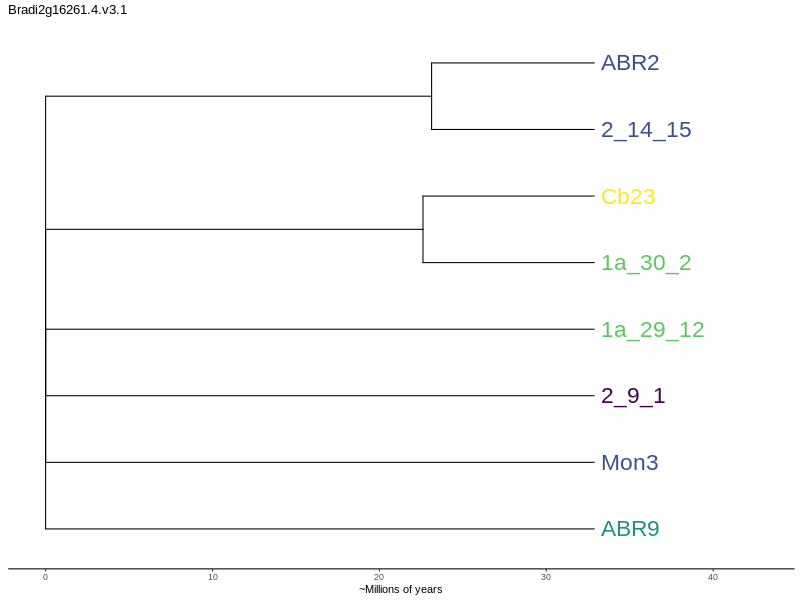 Bradi2g16261.4.v3.1
ABR2
2_14_15
Cb23
1a_30_2
1a_29_12
2_9_1
Mon3
ABR9
0 10 20 30 40
~Millions of years